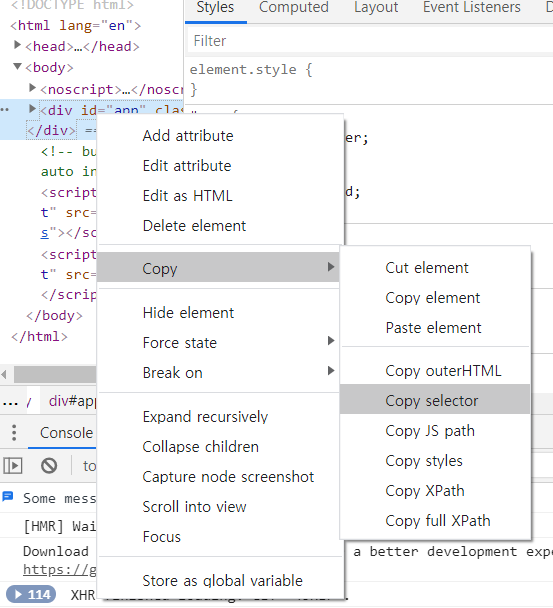 <!DOCTYPE html>
<html lang="en">
<head>…</head>
<body>
<noscript>…</noscript>
<div id="app"
</div> ==
<!-- bu
auto in
<script
t" src=
s"></s
<script
t" src=
</script
</body>
</html>
… div#app
Styles Computed Layout Event Listeners
Filter
element.style {
}
er;
d;
Add attribute
Edit attribute
Edit as HTML
Delete element
Copy
Hide element
Force state
Break on
Expand recursively
Collapse children
Capture node screenshot
Scroll into view
Focus
Store as global variable
Cut element
Copy element
Paste element
Copy outerHTML
Copy selector
Copy JS path
Copy styles
Copy XPath
Copy full XPath
Console
to
Some mess
[HMR] Wai
Download a better development expe
https://g
114 XHR finished loading: GET